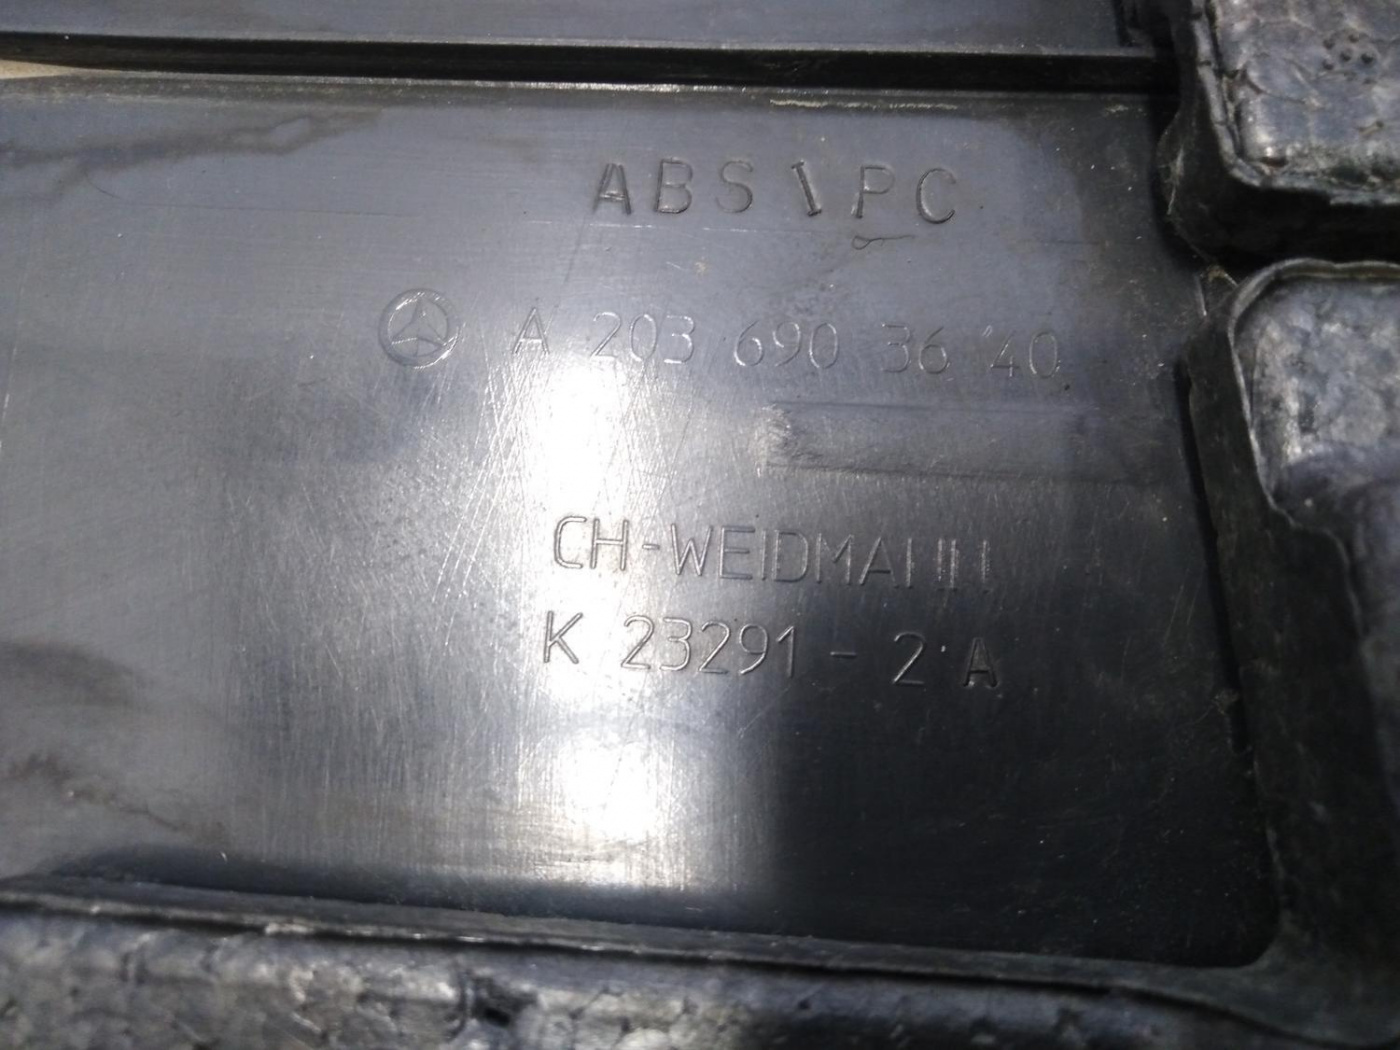 ABS/PC
A 203 690 36 40
CH-WEIDMANN
K 23291-2 A